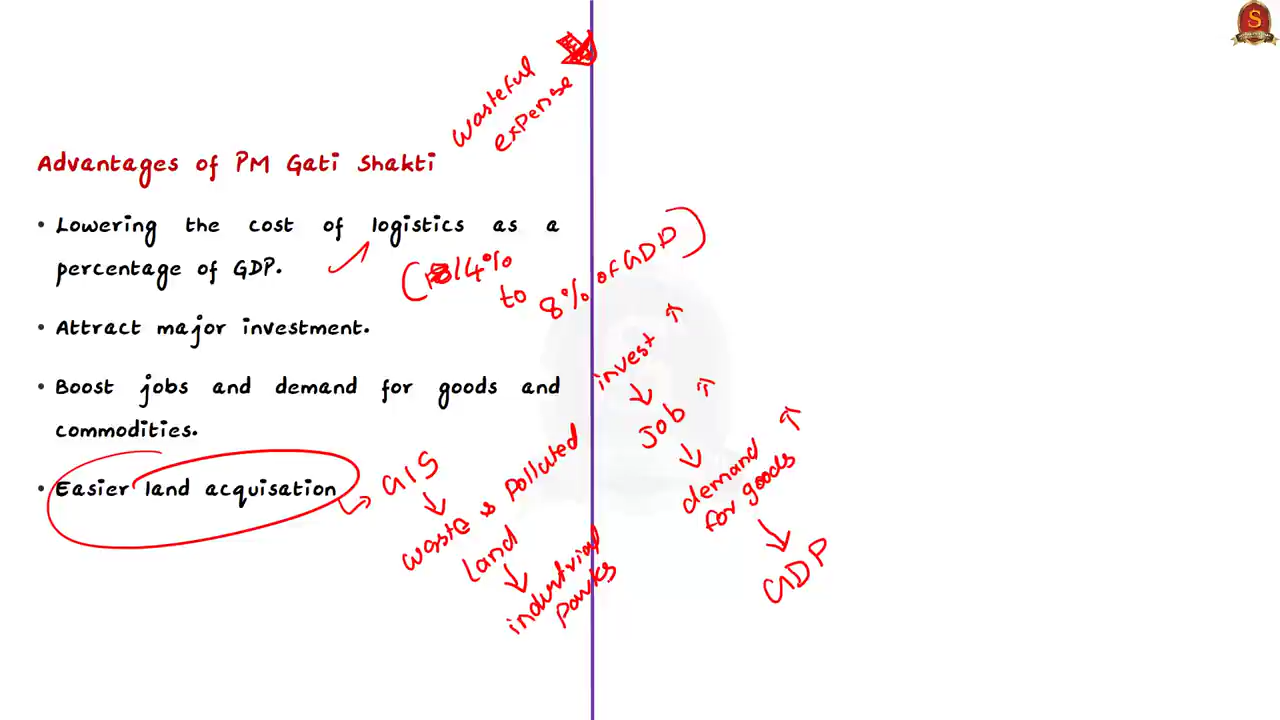 wasteful
expense
Advantages of PM Gati Shakti
• Lowering the cost of logistics as a
percentage of GDP.
(14%
to
8% of GDP)
• Attract major investment.
invest ↑
↓
Job ↑
↓
demand ↑
for goods
↓
GDP
• Boost jobs and demand for goods and
commodities.
• Easier land acquisation
→ GIS
↓
waste & polluted
land
↓
industrial
parks
S